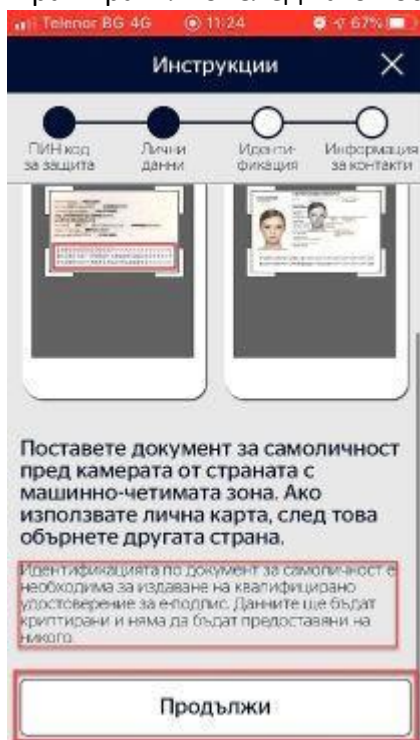 Telenor BG 4G 11:24 67%
Инструкции
ПИН код
за защита
Лични
данни
Иденти-
фикация
Информация
за контакти
Поставете документ за самоличност
пред камерата от страната с
машинно-четимата зона. Ако
използвате лична карта, след това
обърнете другата страна.
Идентификацията по документ за самоличност е
необходима за издаване на квалифицирано
удостоверение за е-подпис. Данните ще бъдат
криптирани и няма да бъдат предоставяни на
никого.
Продължи